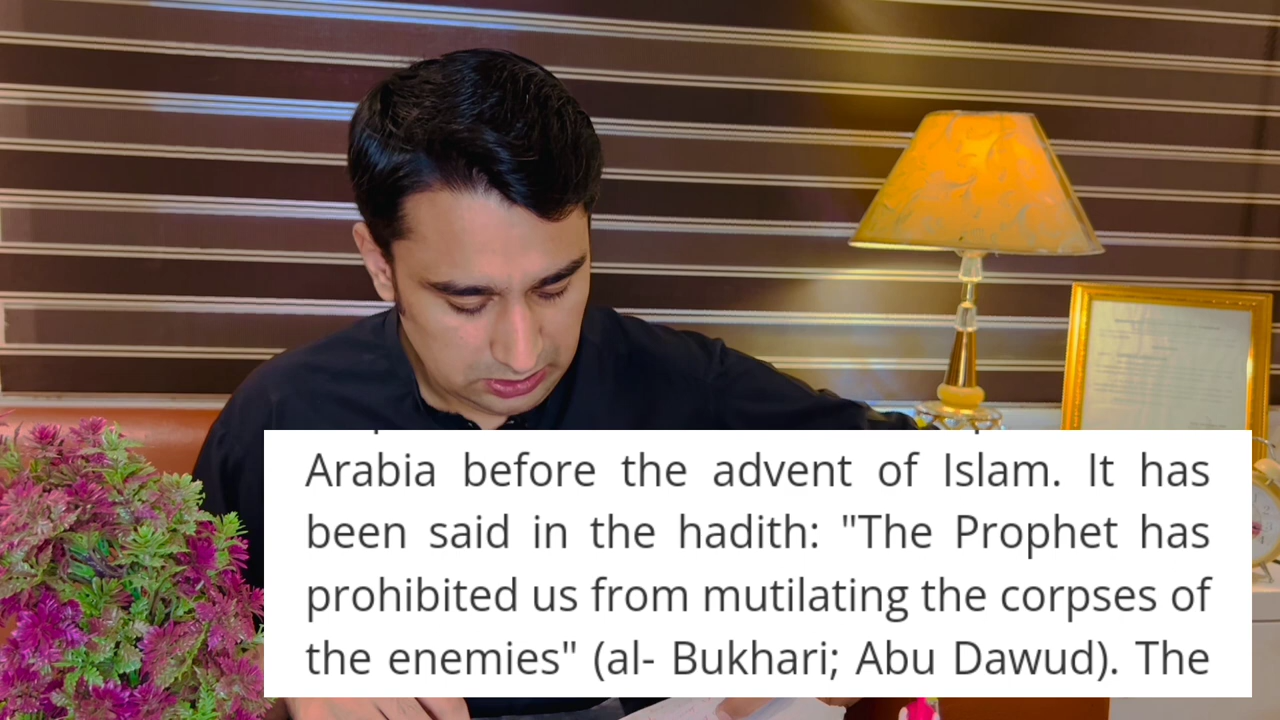 Arabia before the advent of Islam. It has
been said in the hadith: "The Prophet has
prohibited us from mutilating the corpses of
the enemies" (al- Bukhari; Abu Dawud). The